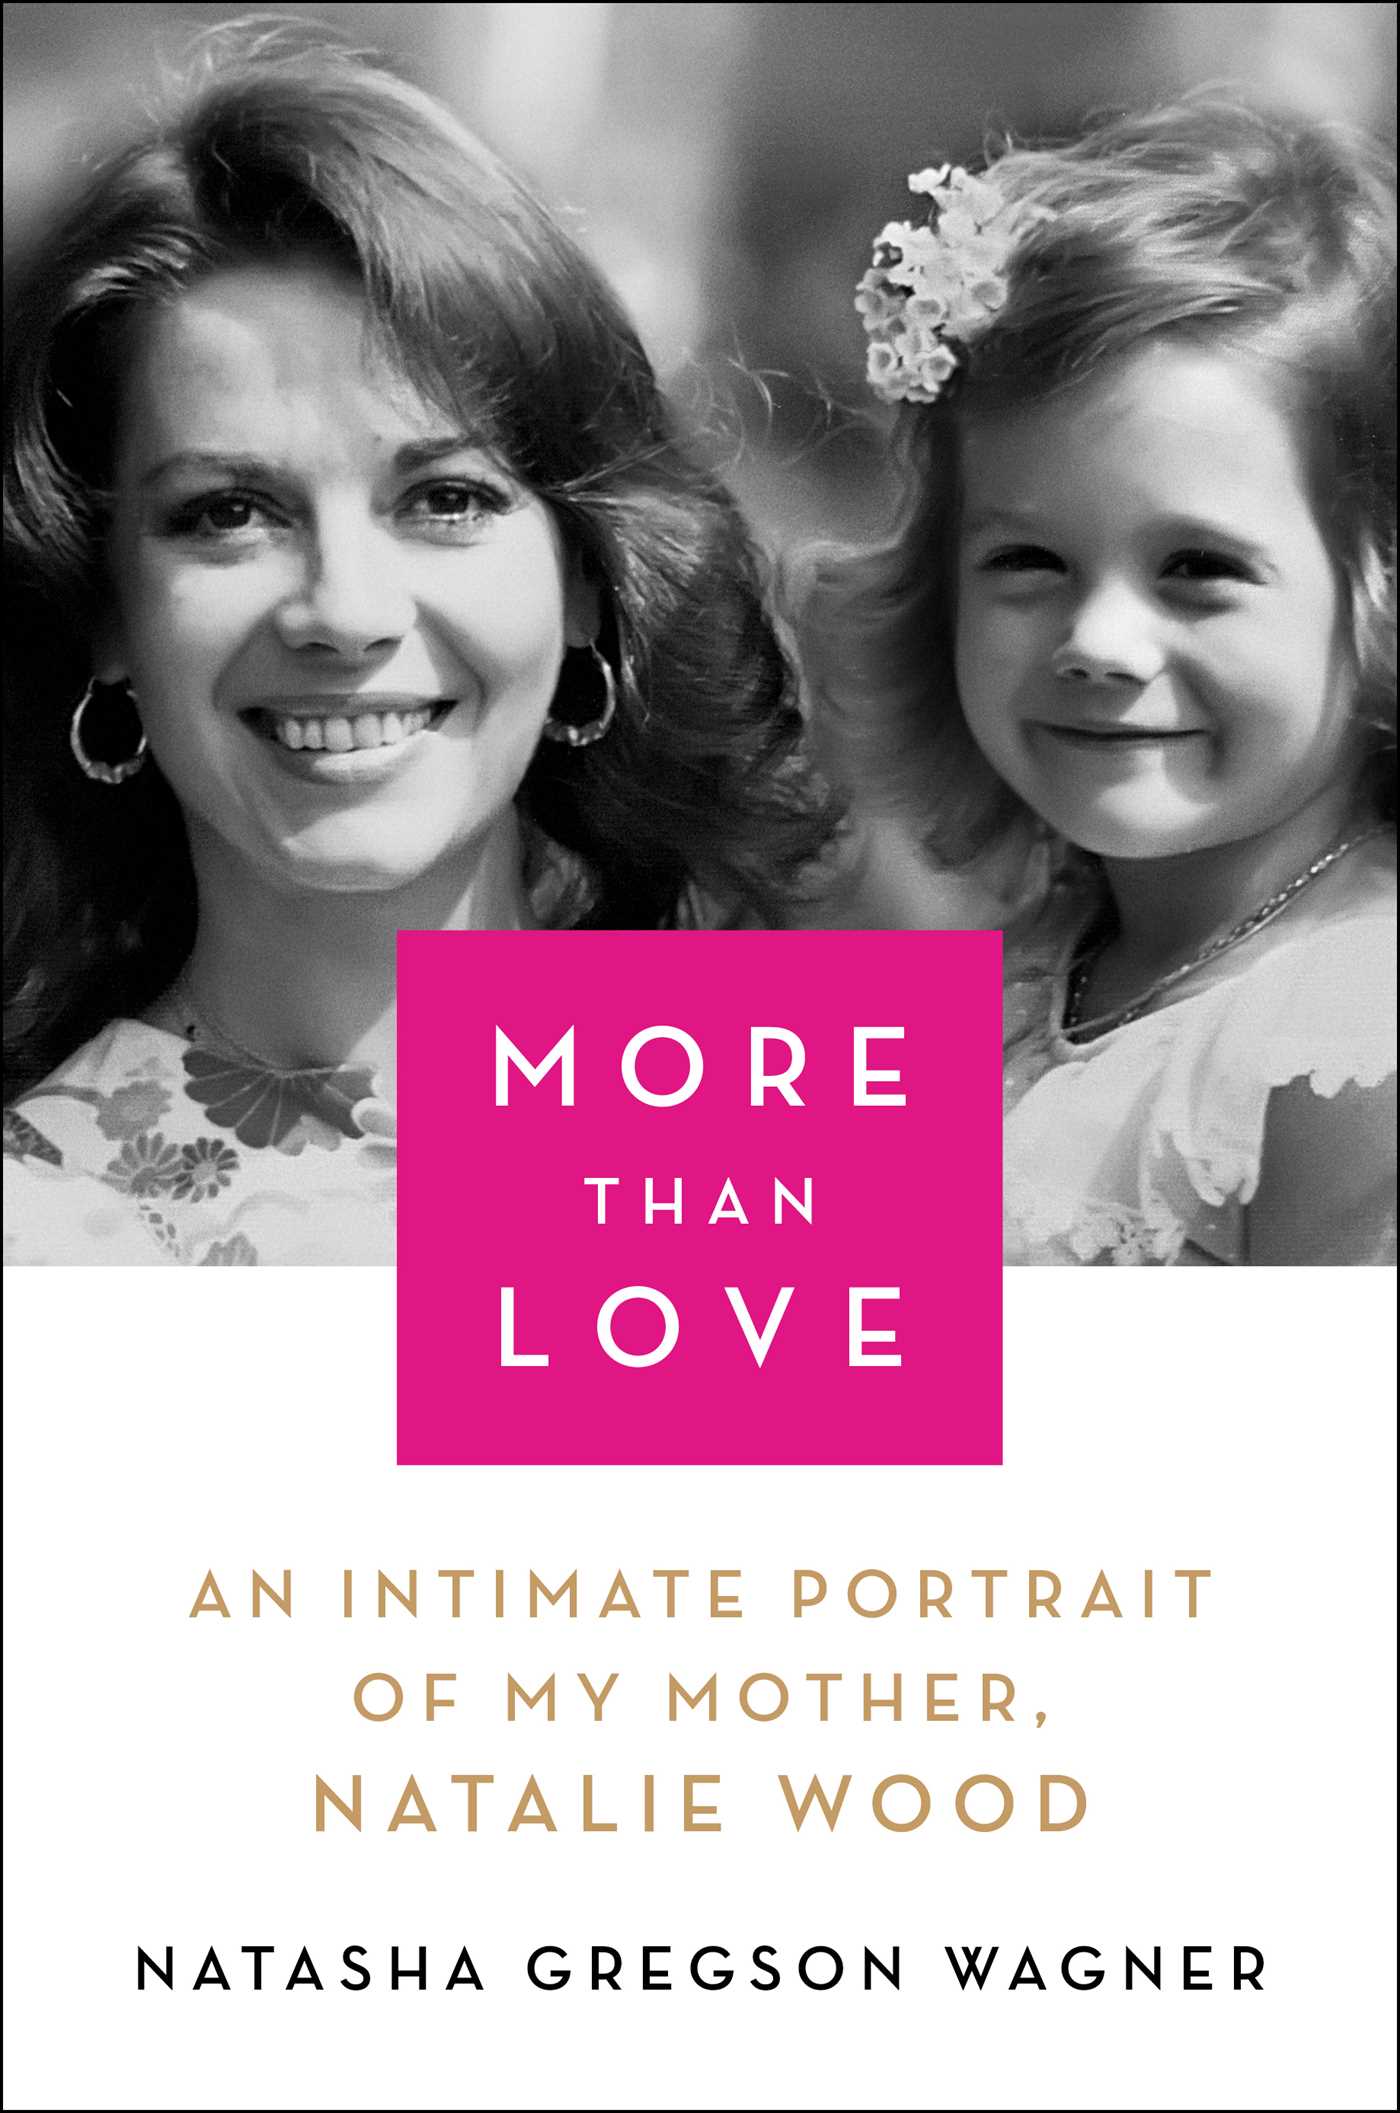 MORE
THAN
LOVE
AN INTIMATE PORTRAIT
OF MY MOTHER,
NATALIE WOOD
NATASHA GREGSON WAGNER